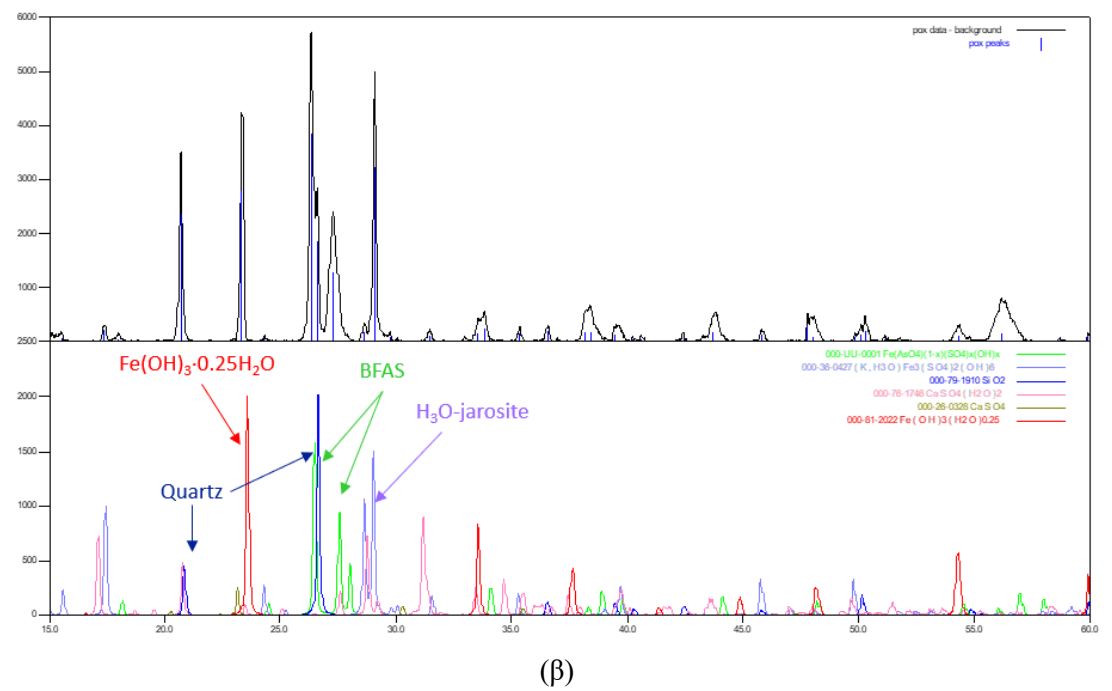 6000
pox data - background
pox peaks
5000
4000
3000
2000
1000
2500
000-UU-0001 Fe(AsO4)(1-x)(SO4)x(OH)x
000-36-0427 ( K , H3 O ) Fe3 ( SO4 )2 ( OH )6
000-79-1910 Si O2
000-76-1746 Ca S O4 ( H2 O )2
000-26-0328 Ca S O4
000-81-2022 Fe ( O H )3 ( H2 O )0.25
Fe(OH)₃·0.25H₂O
BFAS
H₃O-jarosite
Quartz
2000
1500
1000
500
0
15.0 20.0 25.0 30.0 35.0 40.0 45.0 50.0 55.0 60.0
(β)